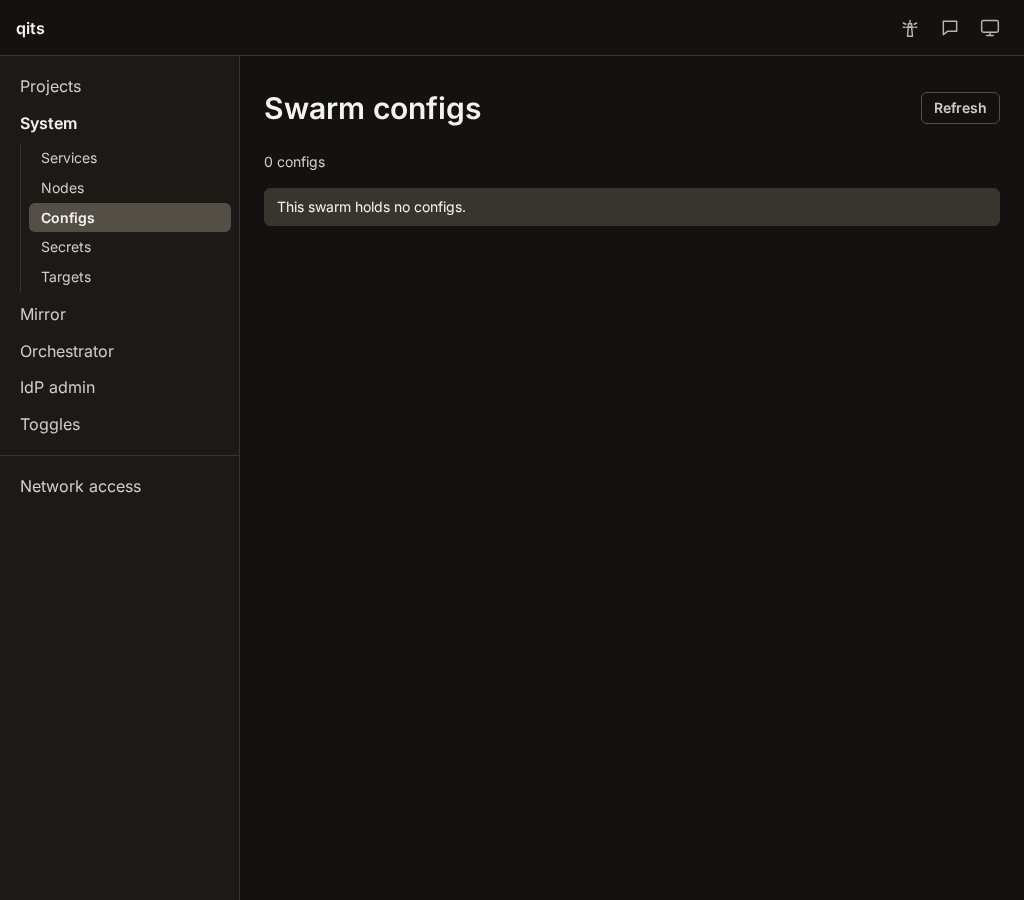 qits
Projects
System
Services
Nodes
Configs
Secrets
Targets
Mirror
Orchestrator
IdP admin
Toggles
Network access
Swarm configs
Refresh
0 configs
This swarm holds no configs.